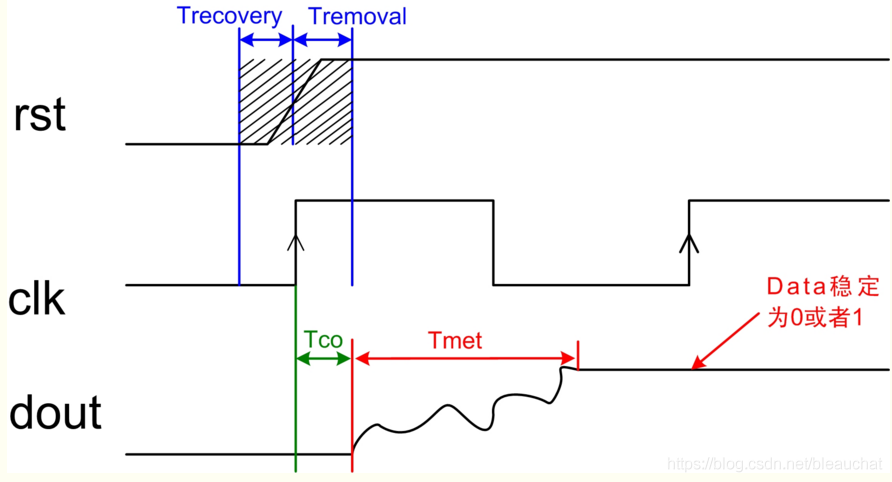 Trecovery Tremoval
rst
clk
Data稳定
为0或者1
Tco
Tmet
dout
https://blog.csdn.net/bleauchat